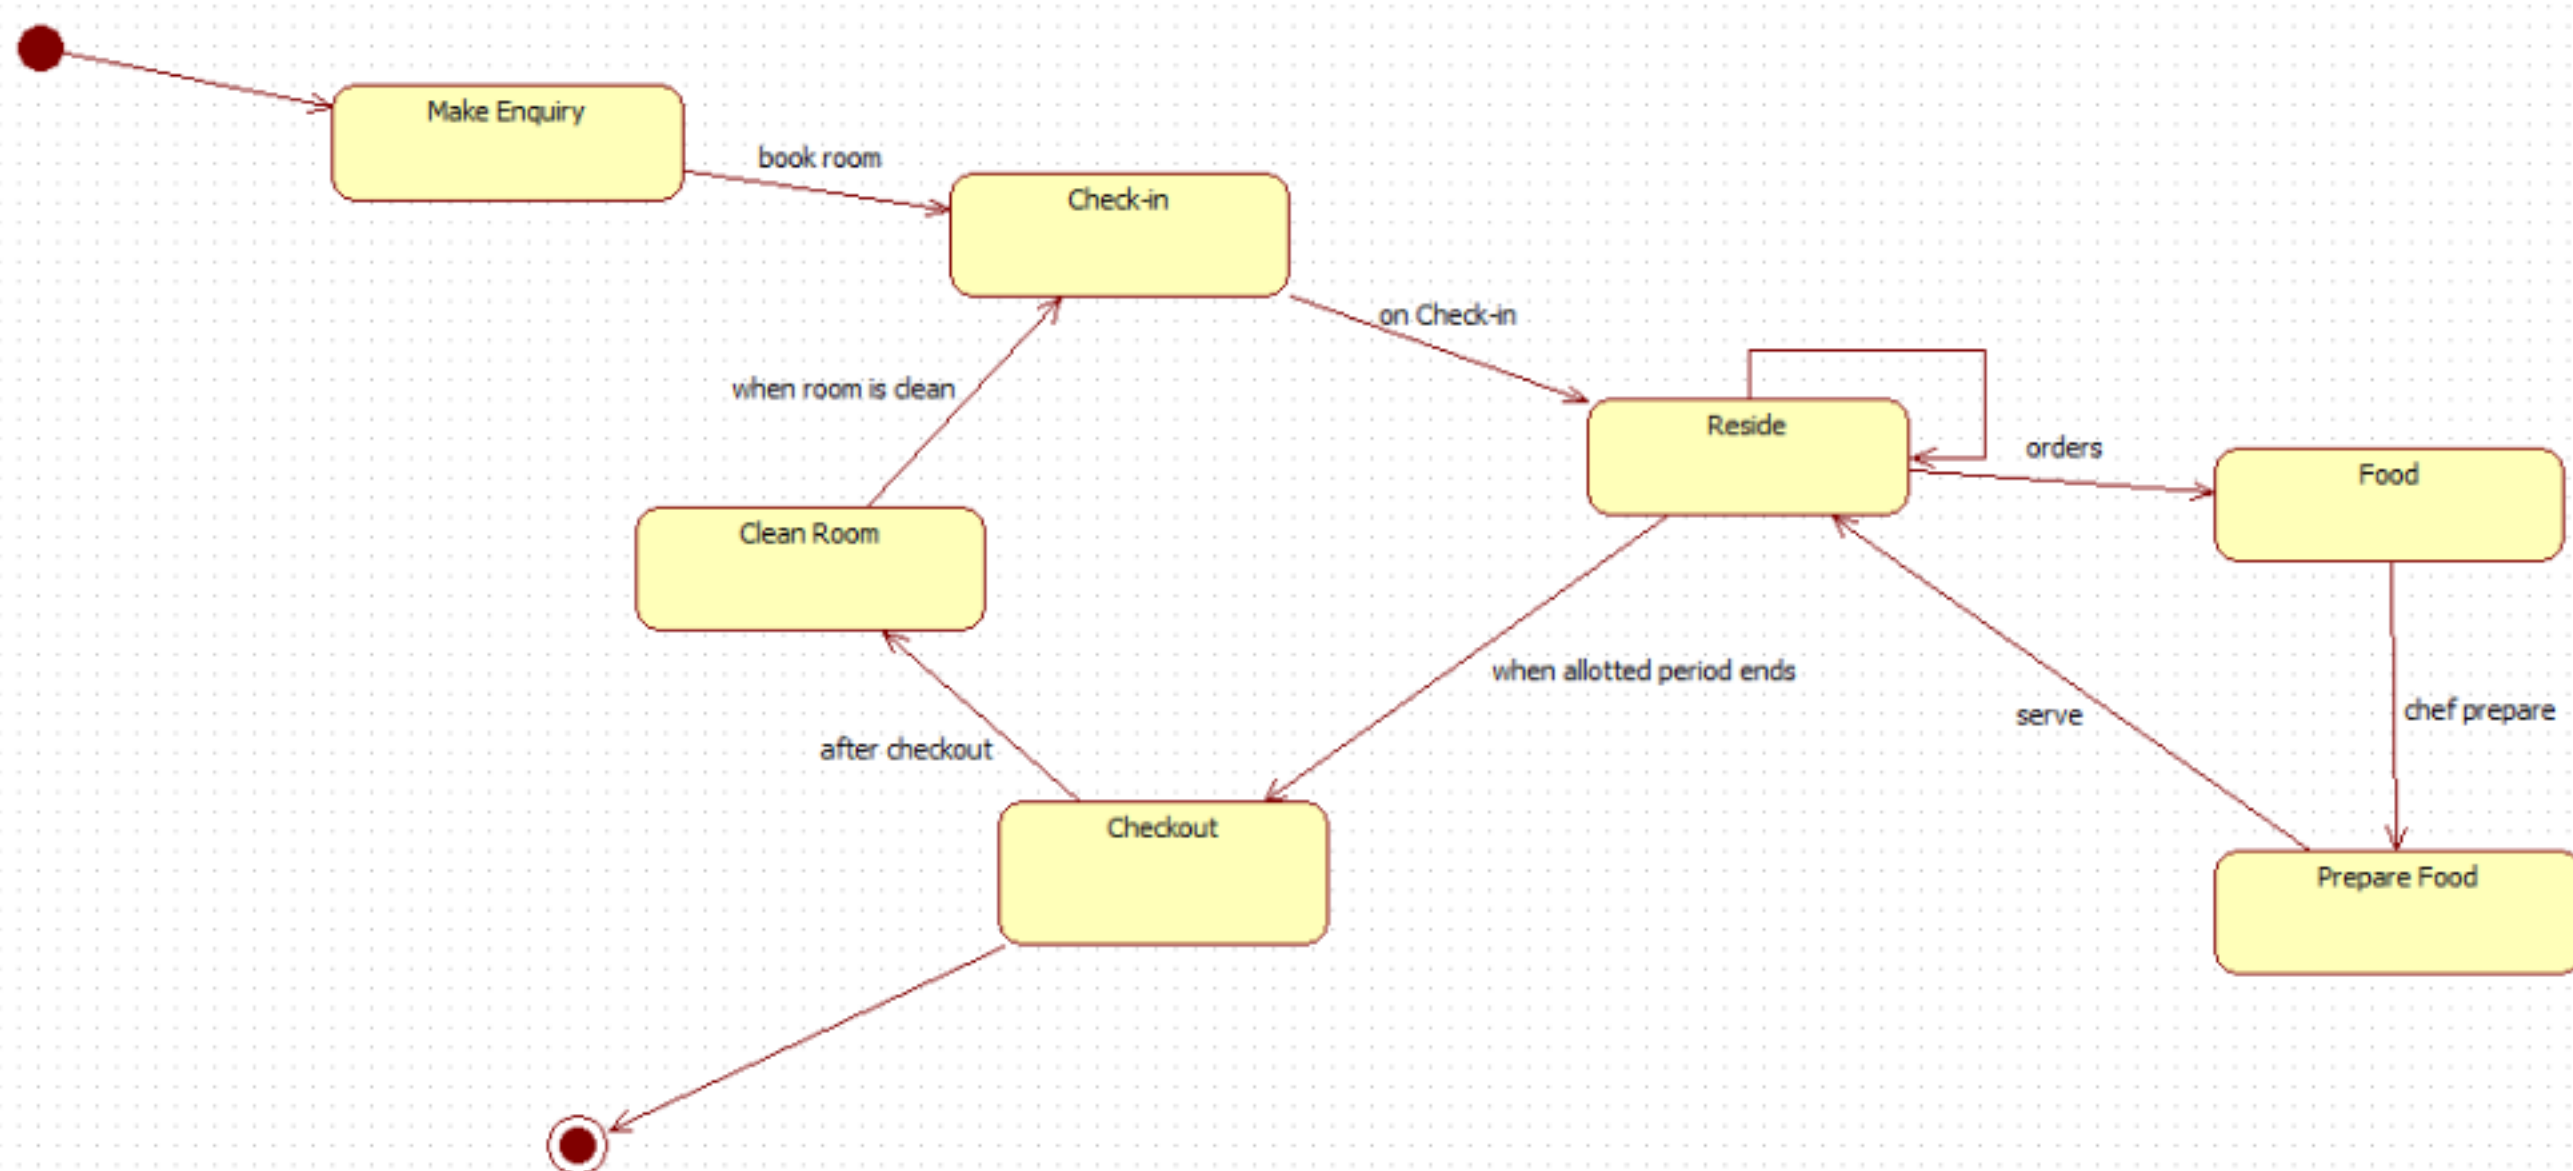 Make Enquiry
book room
Check-in
on Check-in
when room is clean
Reside
orders
Food
Clean Room
when allotted period ends
serve
chef prepare
after checkout
Checkout
Prepare Food